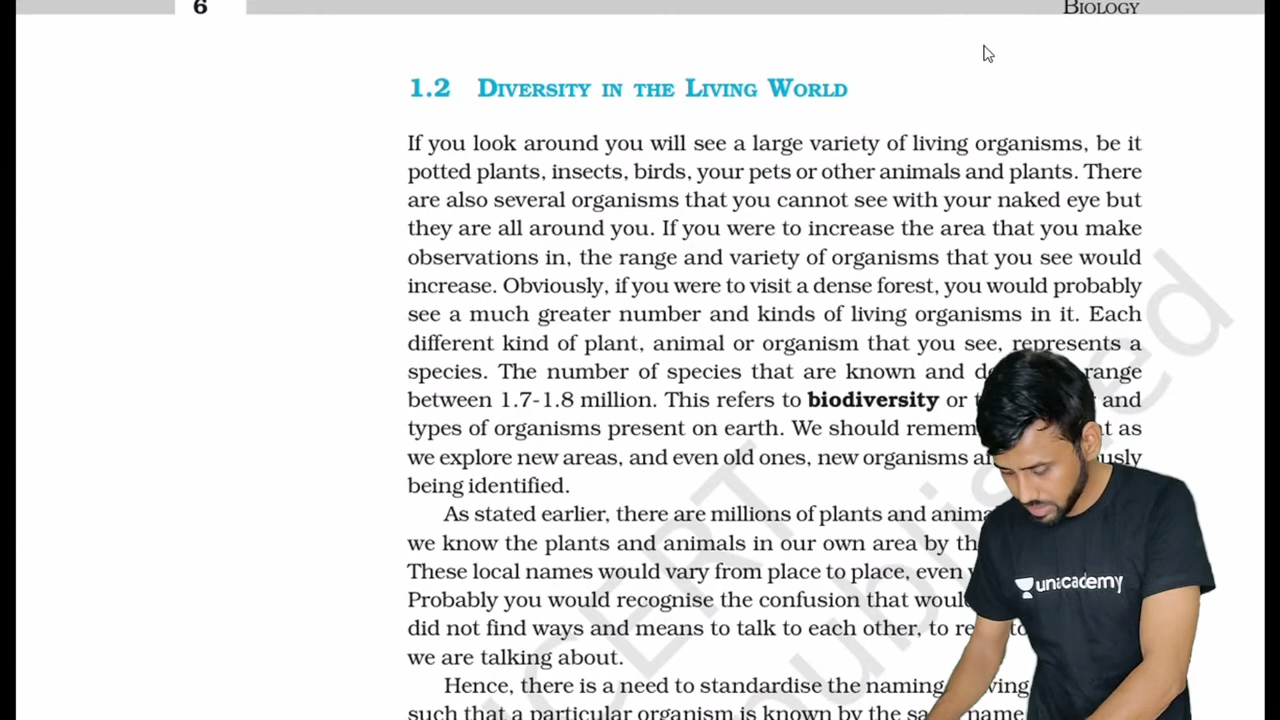 6
BIOLOGY
1.2 DIVERSITY IN THE LIVING WORLD
If you look around you will see a large variety of living organisms, be it
potted plants, insects, birds, your pets or other animals and plants. There
are also several organisms that you cannot see with your naked eye but
they are all around you. If you were to increase the area that you make
observations in, the range and variety of organisms that you see would
increase. Obviously, if you were to visit a dense forest, you would probably
see a much greater number and kinds of living organisms in it. Each
different kind of plant, animal or organism that you see, represents a
species. The number of species that are known and range
between 1.7-1.8 million. This refers to biodiversity or and
types of organisms present on earth. We should as
we explore new areas, and even old ones, new organisms
being identified.
As stated earlier, there are millions of plants and
we know the plants and animals in our own area by
These local names would vary from place to place, even
Probably you would recognise the confusion that
did not find ways and means to talk to each other, to
we are talking about.
Hence, there is a need to standardise the naming
such that a particular organism is known by the name
unacademy
NCERT